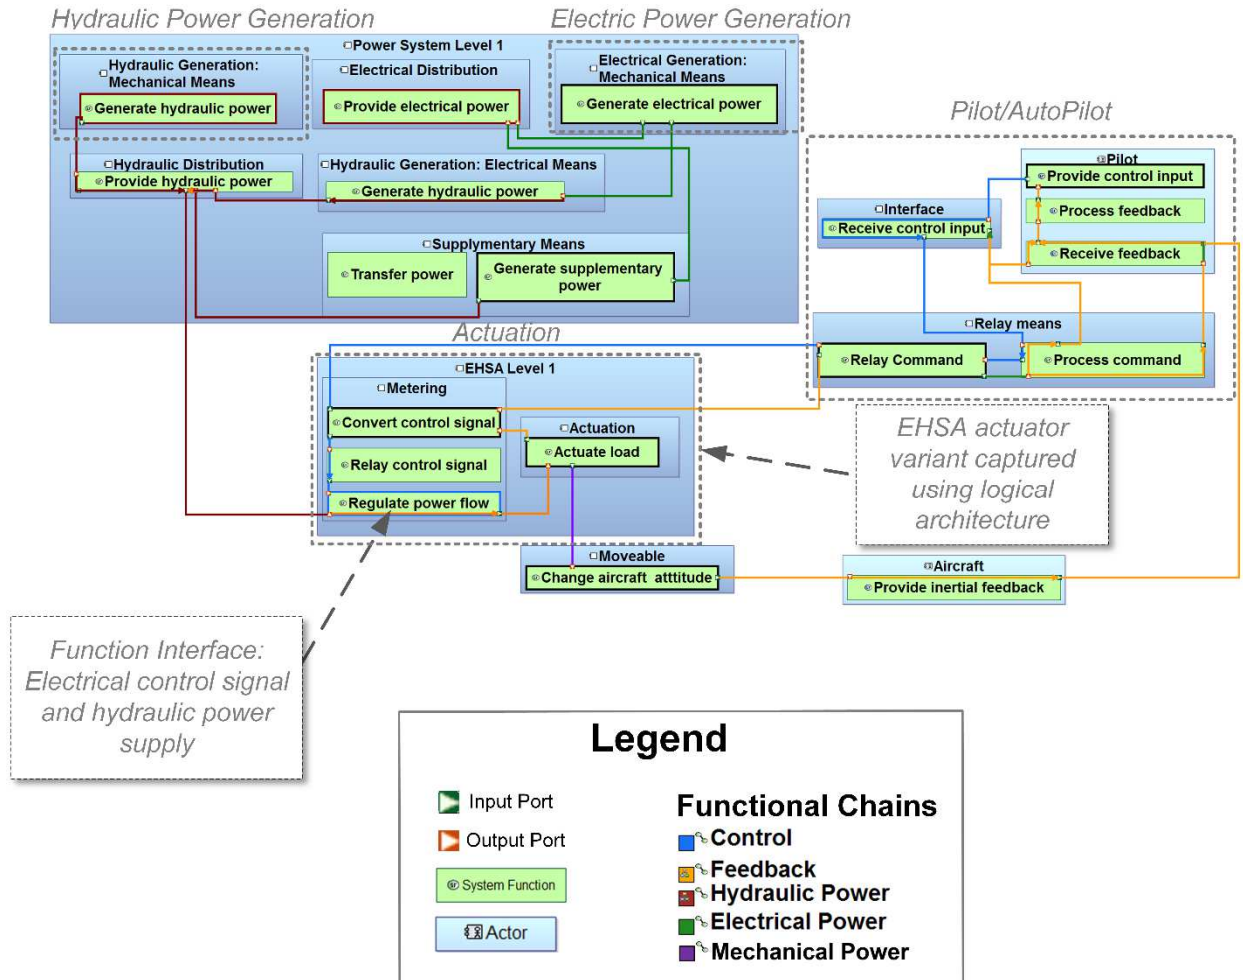 Hydraulic Power Generation
Electric Power Generation
Power System Level 1
Hydraulic Generation:
Mechanical Means
Generate hydraulic power
Electrical Distribution
Provide electrical power
Electrical Generation:
Mechanical Means
Generate electrical power
Hydraulic Distribution
Provide hydraulic power
Hydraulic Generation: Electrical Means
Generate hydraulic power
Supplymentary Means
Transfer power
Generate supplementary
power
Pilot/AutoPilot
Pilot
Provide control input
Process feedback
Receive feedback
Interface
Receive control input
Relay means
Relay Command
Process command
Actuation
EHSA Level 1
Metering
Convert control signal
Relay control signal
Regulate power flow
Actuation
Actuate load
EHSA actuator
variant captured
using logical
architecture
Moveable
Change aircraft atttitude
Aircraft
Provide inertial feedback
Function Interface:
Electrical control signal
and hydraulic power
supply
Legend
Input Port
Output Port
SF System Function
Actor
Functional Chains
Control
Feedback
Hydraulic Power
Electrical Power
Mechanical Power